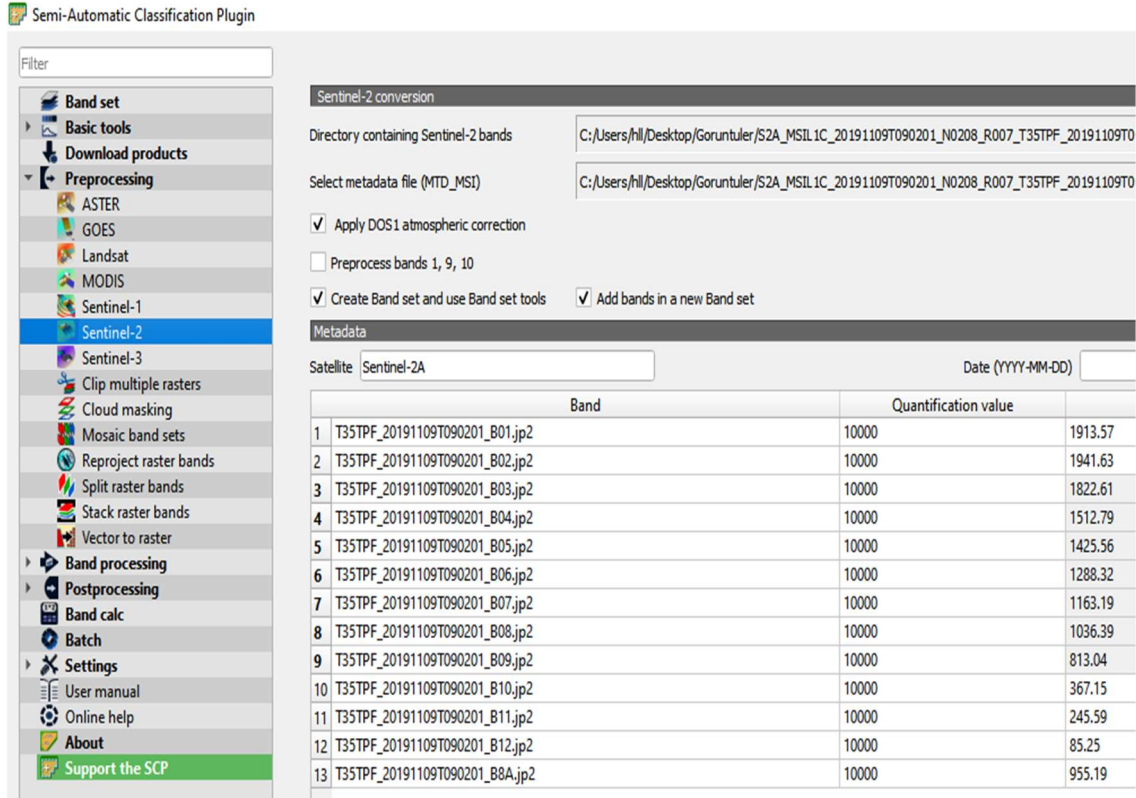 Semi-Automatic Classification Plugin
Filter
Band set
Basic tools
Download products
Preprocessing
ASTER
GOES
Landsat
MODIS
Sentinel-1
Sentinel-2
Sentinel-3
Clip multiple rasters
Cloud masking
Mosaic band sets
Reproject raster bands
Split raster bands
Stack raster bands
Vector to raster
Band processing
Postprocessing
Band calc
Batch
Settings
User manual
Online help
About
Support the SCP
Sentinel-2 conversion
Directory containing Sentinel-2 bands C:/Users/hll/Desktop/Goruntuler/S2A_MSIL1C_20191109T090201_N0208_R007_T35TPF_20191109T0
Select metadata file (MTD_MSI) C:/Users/hll/Desktop/Goruntuler/S2A_MSIL1C_20191109T090201_N0208_R007_T35TPF_20191109T0
Apply DOS1 atmospheric correction
Preprocess bands 1, 9, 10
Create Band set and use Band set tools Add bands in a new Band set
Metadata
Satellite Sentinel-2A Date (YYYY-MM-DD)
Band Quantification value
1 T35TPF_20191109T090201_B01.jp2 10000 1913.57
2 T35TPF_20191109T090201_B02.jp2 10000 1941.63
3 T35TPF_20191109T090201_B03.jp2 10000 1822.61
4 T35TPF_20191109T090201_B04.jp2 10000 1512.79
5 T35TPF_20191109T090201_B05.jp2 10000 1425.56
6 T35TPF_20191109T090201_B06.jp2 10000 1288.32
7 T35TPF_20191109T090201_B07.jp2 10000 1163.19
8 T35TPF_20191109T090201_B08.jp2 10000 1036.39
9 T35TPF_20191109T090201_B09.jp2 10000 813.04
10 T35TPF_20191109T090201_B10.jp2 10000 367.15
11 T35TPF_20191109T090201_B11.jp2 10000 245.59
12 T35TPF_20191109T090201_B12.jp2 10000 85.25
13 T35TPF_20191109T090201_B8A.jp2 10000 955.19